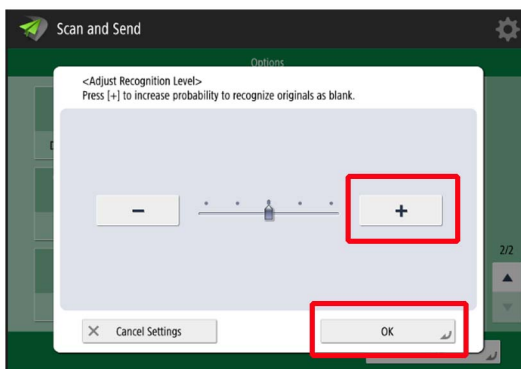 Scan and Send
Options
<Adjust Recognition Level>
Press [+] to increase probability to recognize originals as blank.
− +
2/2
× Cancel Settings OK